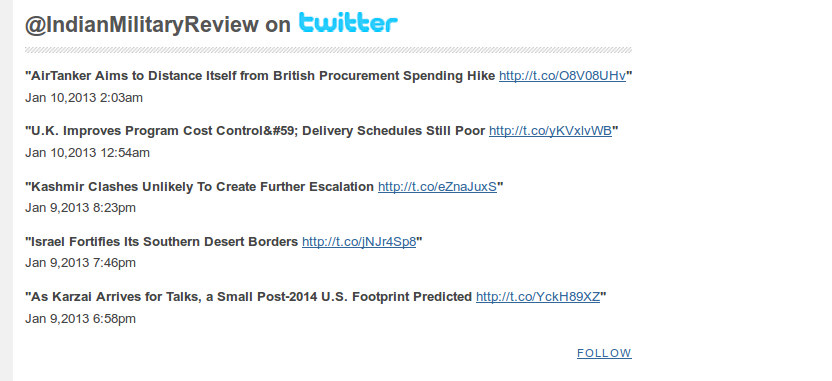 @IndianMilitaryReview on twitter
"AirTanker Aims to Distance Itself from British Procurement Spending Hike http://t.co/O8V08UHv"
Jan 10,2013 2:03am
"U.K. Improves Program Cost Control&#59; Delivery Schedules Still Poor http://t.co/yKVxlvWB"
Jan 10,2013 12:54am
"Kashmir Clashes Unlikely To Create Further Escalation http://t.co/eZnaJuxS"
Jan 9,2013 8:23pm
"Israel Fortifies Its Southern Desert Borders http://t.co/jNJr4Sp8"
Jan 9,2013 7:46pm
"As Karzai Arrives for Talks, a Small Post-2014 U.S. Footprint Predicted http://t.co/YckH89XZ"
Jan 9,2013 6:58pm
FOLLOW